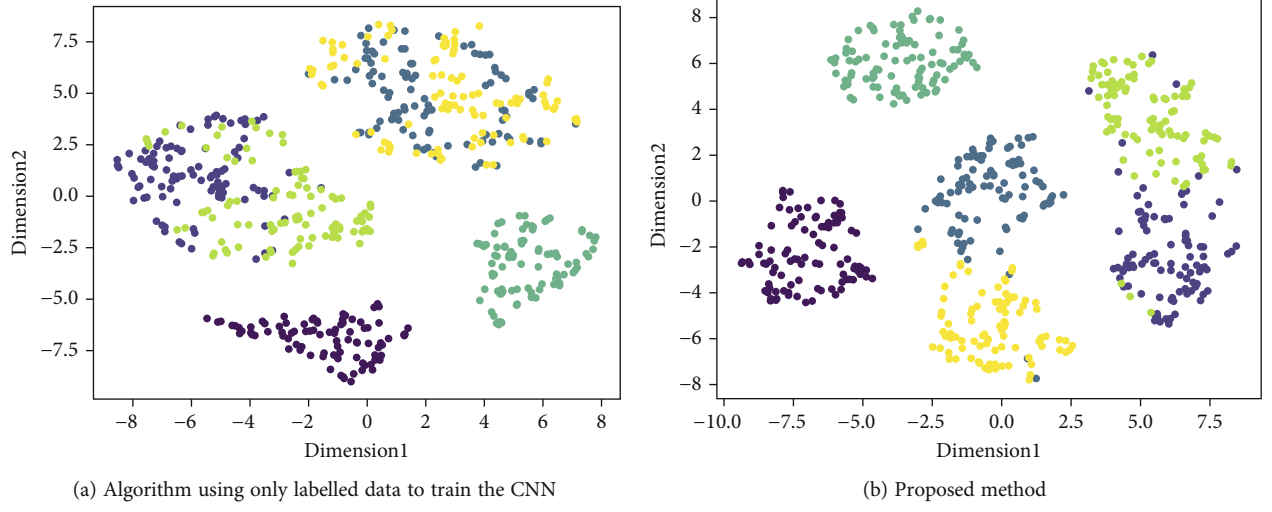 7.5
5.0
2.5
0.0
−2.5
−5.0
−7.5
Dimension2
−8 −6 −4 −2 0 2 4 6 8
Dimension1
(a) Algorithm using only labelled data to train the CNN
8
6
4
2
0
−2
−4
−6
−8
Dimension2
−10.0 −7.5 −5.0 −2.5 0.0 2.5 5.0 7.5
Dimension1
(b) Proposed method